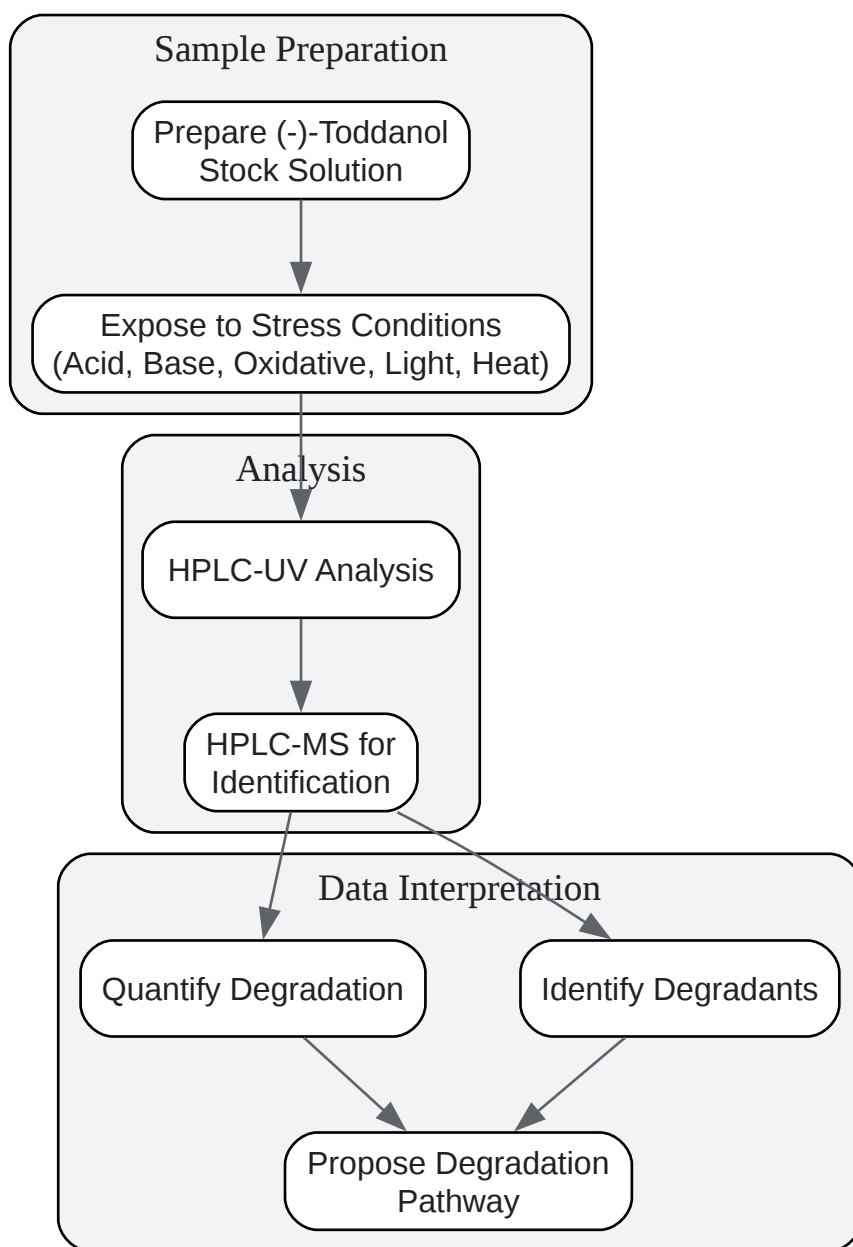 Sample Preparation
Prepare (-)-Toddanol
Stock Solution
Expose to Stress Conditions
(Acid, Base, Oxidative, Light, Heat)
Analysis
HPLC-UV Analysis
HPLC-MS for
Identification
Data Interpretation
Quantify Degradation
Identify Degradants
Propose Degradation
Pathway